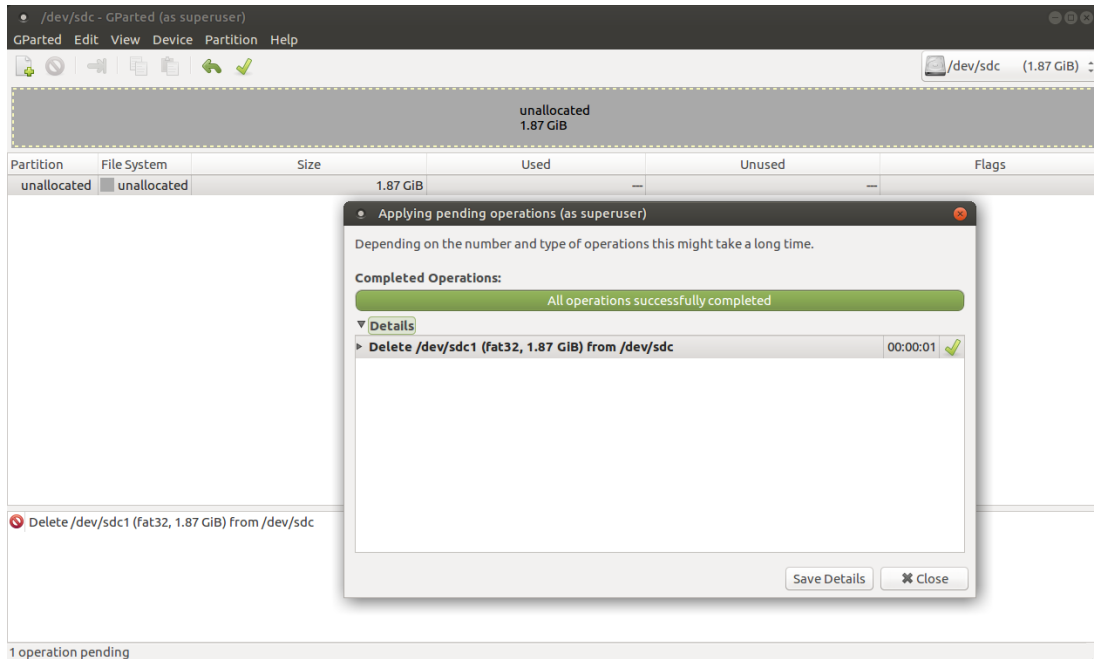 /dev/sdc - GParted (as superuser)
GParted Edit View Device Partition Help
/dev/sdc (1.87 GiB)
unallocated
1.87 GiB
Partition File System Size Used Unused Flags
unallocated unallocated 1.87 GiB --- ---
Applying pending operations (as superuser)
Depending on the number and type of operations this might take a long time.
Completed Operations:
All operations successfully completed
Details
Delete /dev/sdc1 (fat32, 1.87 GiB) from /dev/sdc 00:00:01
Save Details Close
Delete /dev/sdc1 (fat32, 1.87 GiB) from /dev/sdc
1 operation pending